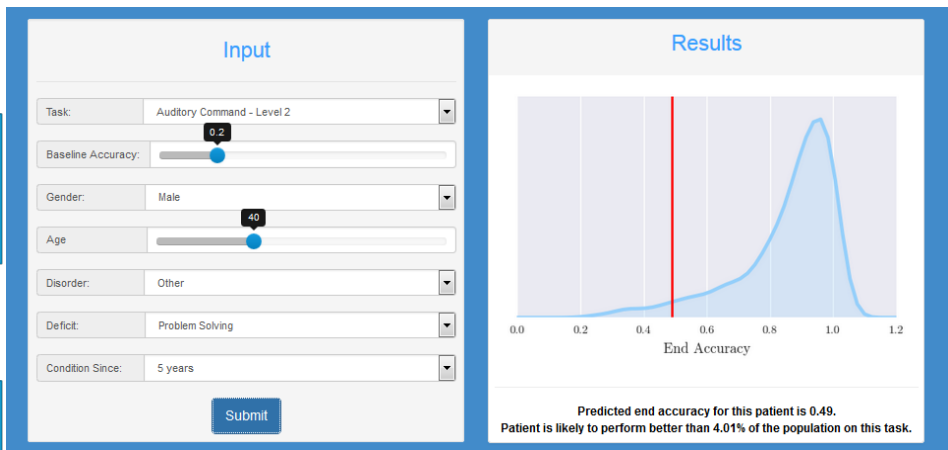 Input
Task: Auditory Command - Level 2
0.2
Baseline Accuracy:
Gender: Male
40
Age
Disorder: Other
Deficit: Problem Solving
Condition Since: 5 years
Submit
Results
0.0 0.2 0.4 0.6 0.8 1.0 1.2
End Accuracy
Predicted end accuracy for this patient is 0.49.
Patient is likely to perform better than 4.01% of the population on this task.